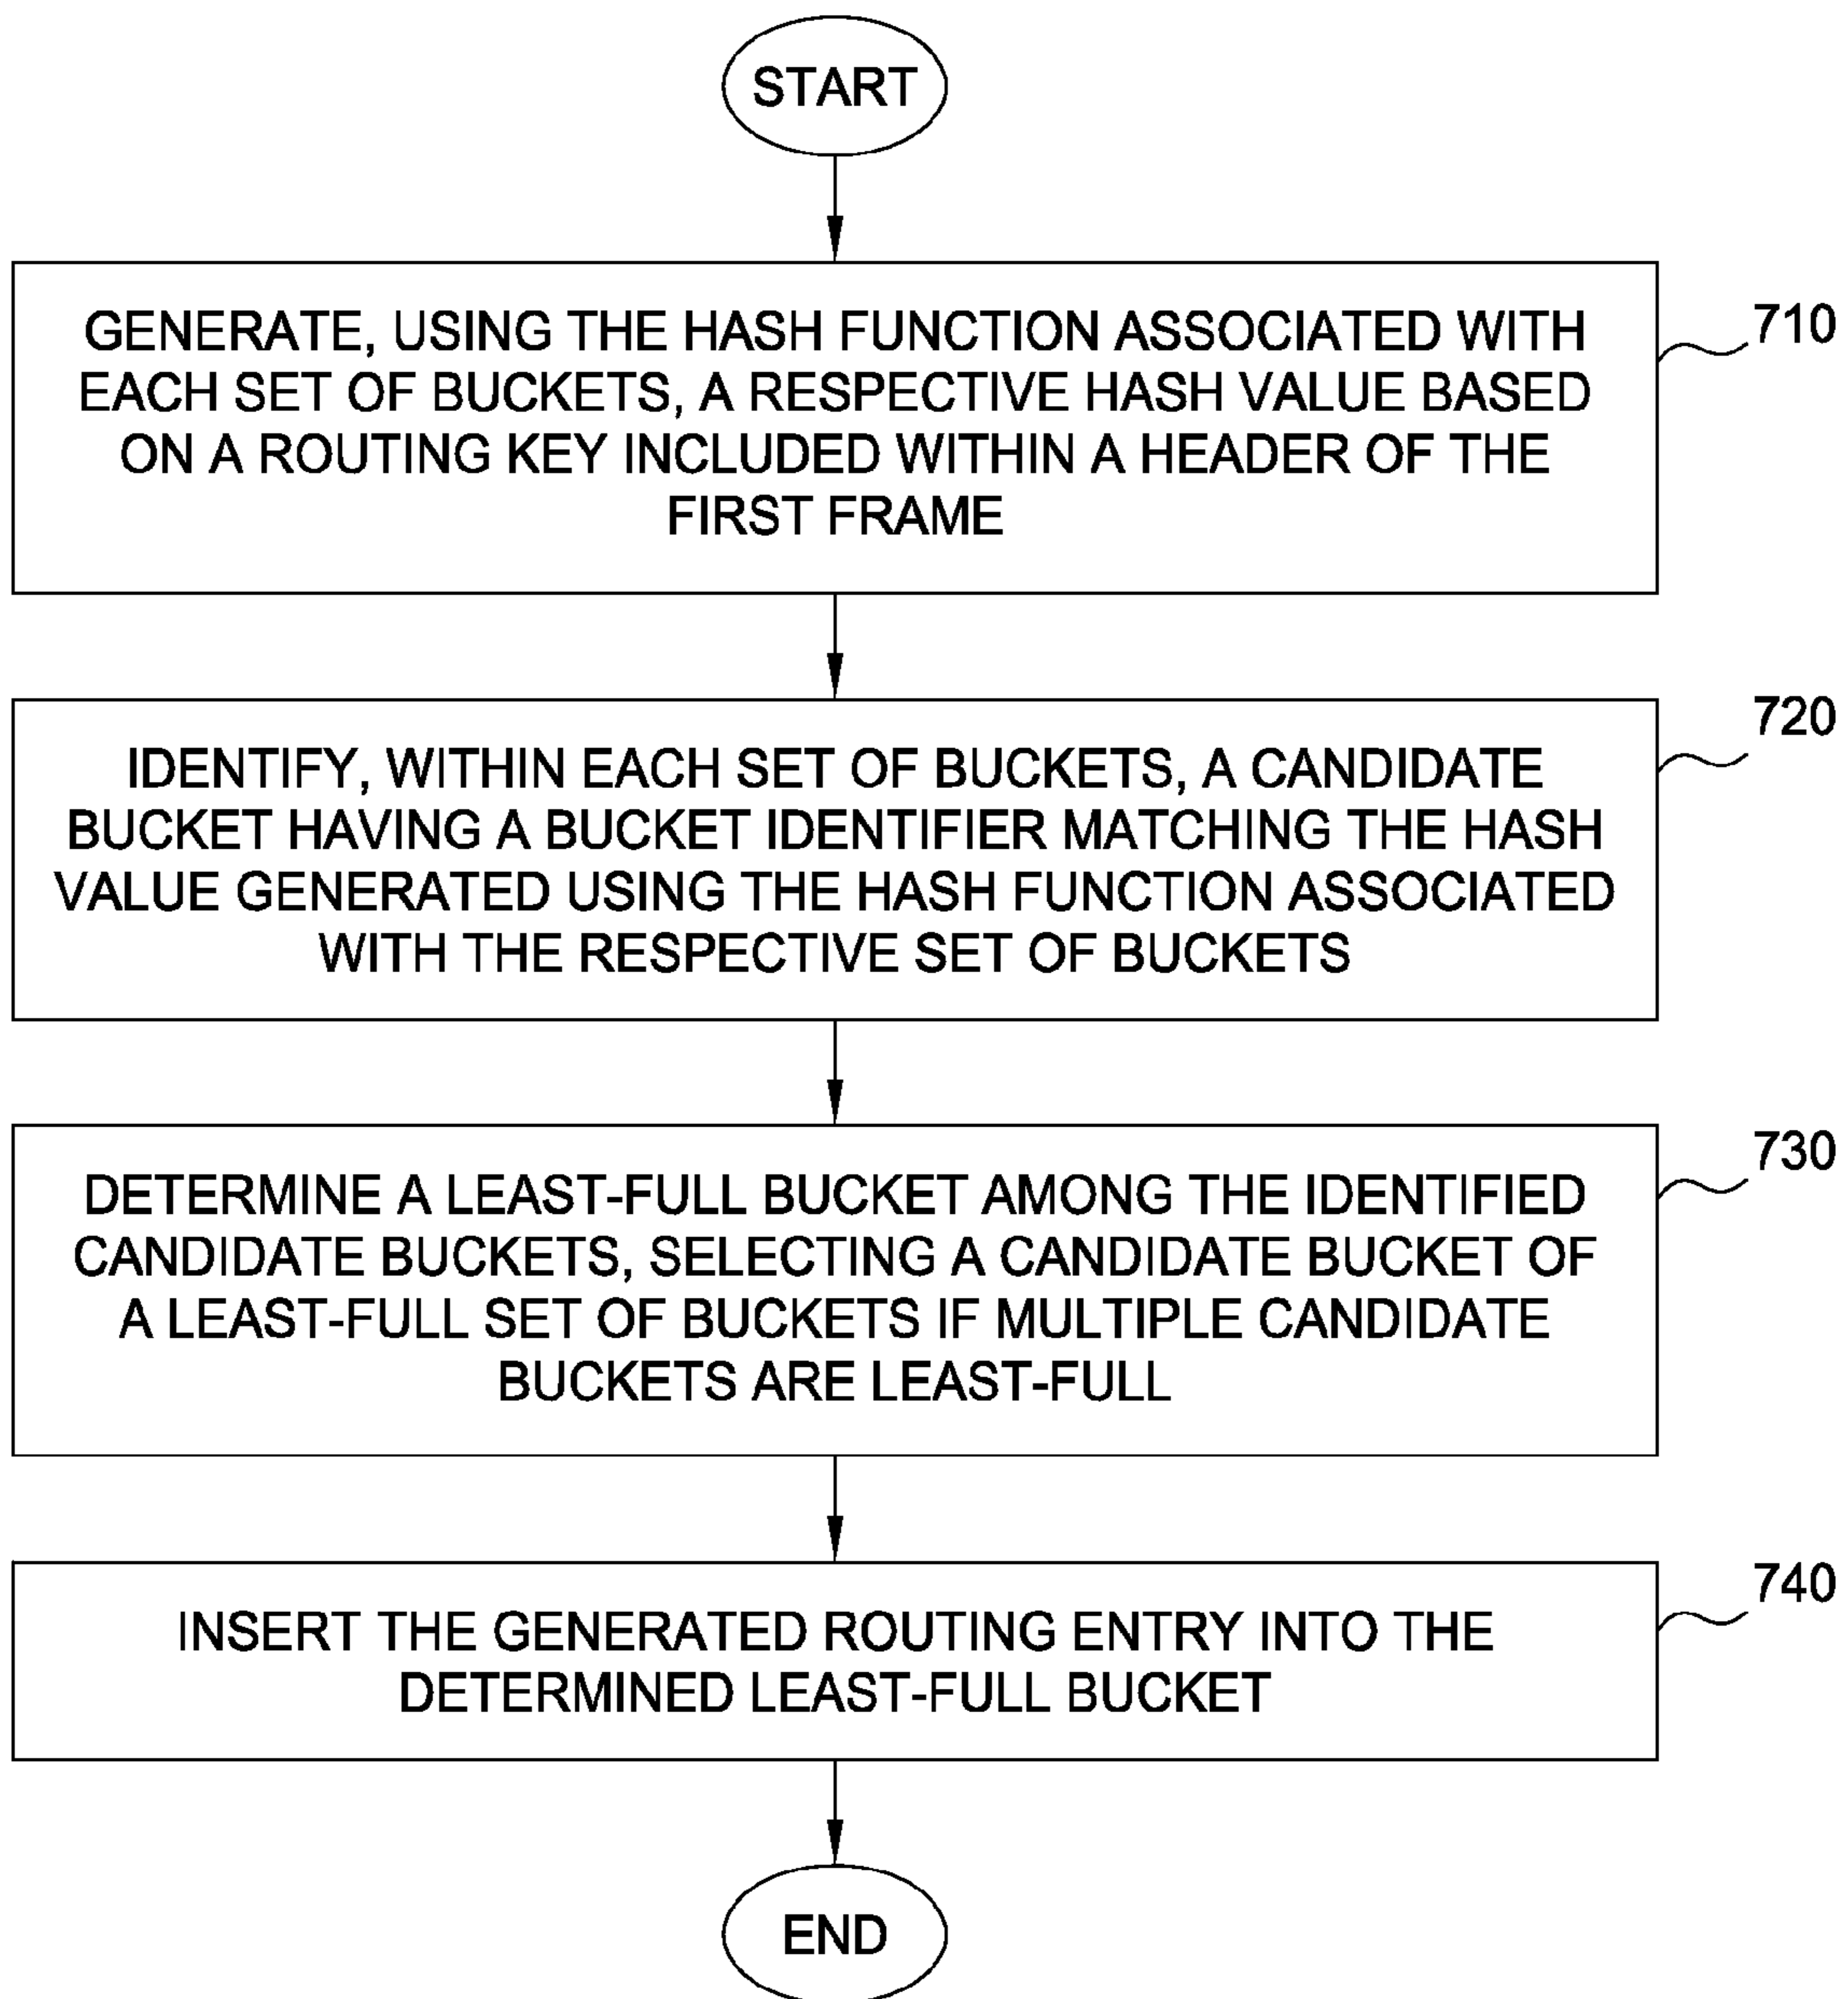 START
GENERATE, USING THE HASH FUNCTION ASSOCIATED WITH
EACH SET OF BUCKETS, A RESPECTIVE HASH VALUE BASED
ON A ROUTING KEY INCLUDED WITHIN A HEADER OF THE
FIRST FRAME
710
IDENTIFY, WITHIN EACH SET OF BUCKETS, A CANDIDATE
BUCKET HAVING A BUCKET IDENTIFIER MATCHING THE HASH
VALUE GENERATED USING THE HASH FUNCTION ASSOCIATED
WITH THE RESPECTIVE SET OF BUCKETS
720
DETERMINE A LEAST-FULL BUCKET AMONG THE IDENTIFIED
CANDIDATE BUCKETS, SELECTING A CANDIDATE BUCKET OF
A LEAST-FULL SET OF BUCKETS IF MULTIPLE CANDIDATE
BUCKETS ARE LEAST-FULL
730
INSERT THE GENERATED ROUTING ENTRY INTO THE
DETERMINED LEAST-FULL BUCKET
740
END